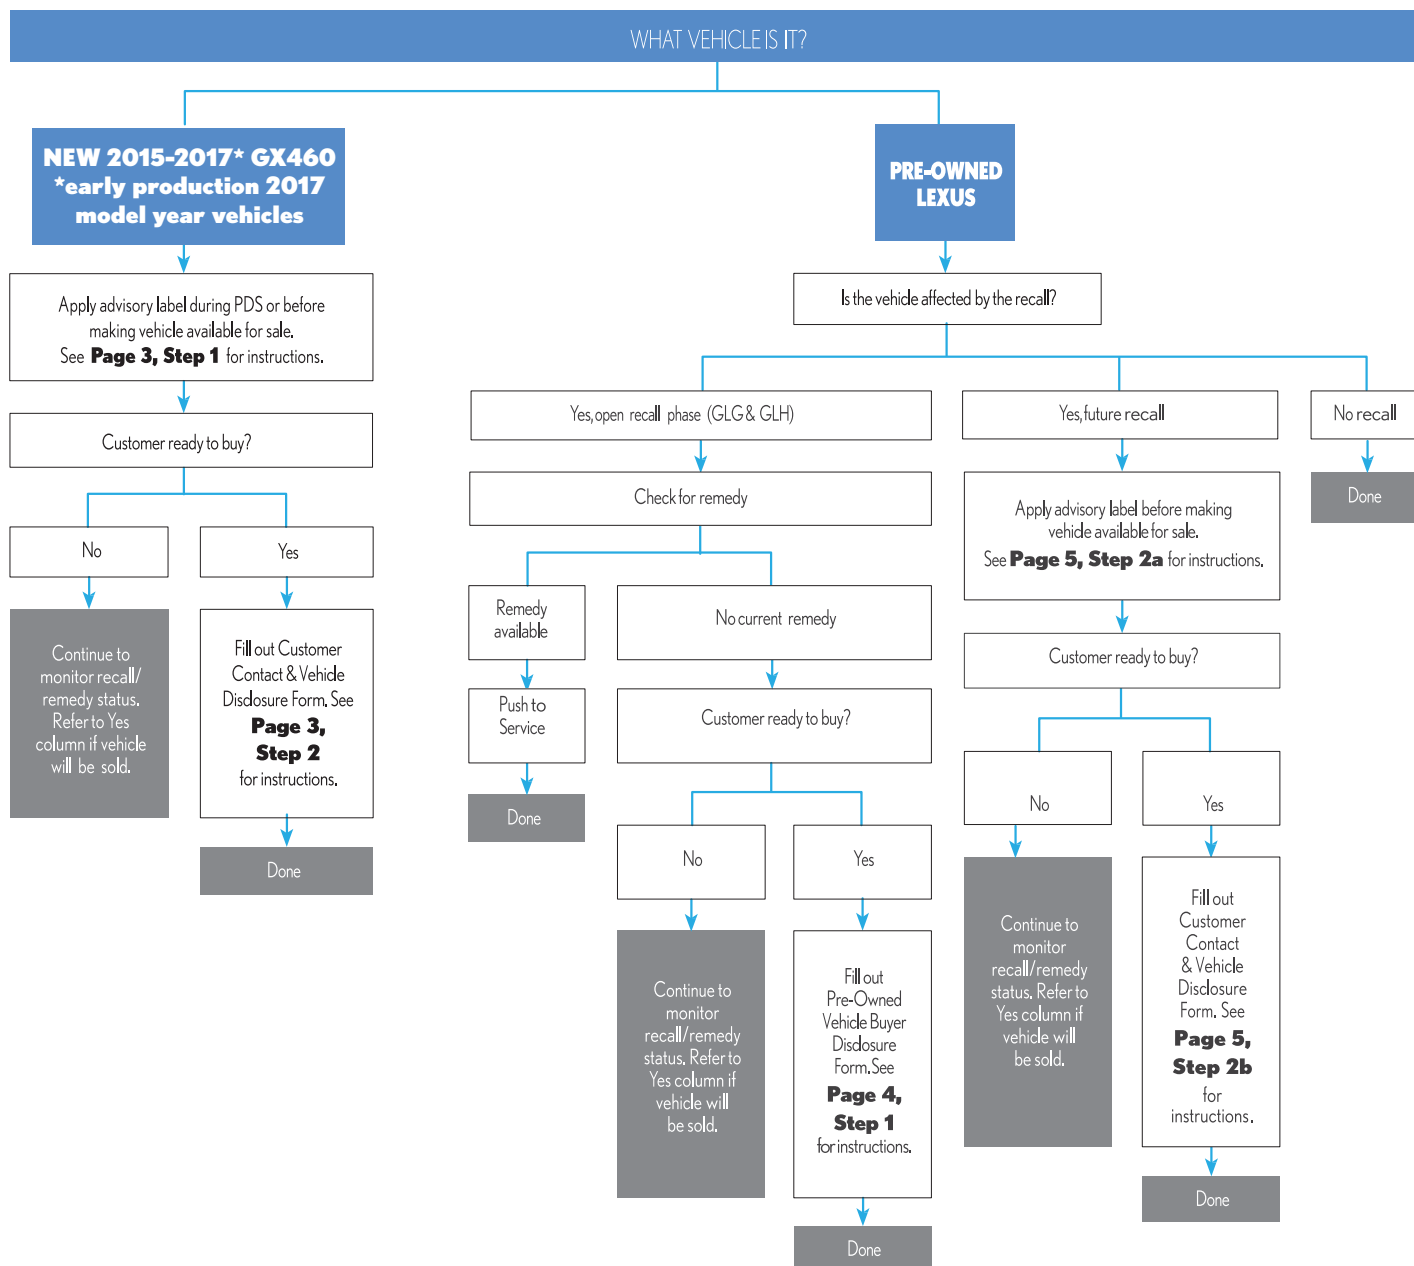 WHAT VEHICLE IS IT?
NEW 2015-2017* GX460
*early production 2017
model year vehicles
Apply advisory label during PDS or before
making vehicle available for sale.
See Page 3, Step 1 for instructions.
Customer ready to buy?
No
Yes
Continue to
monitor recall/
remedy status.
Refer to Yes
column if vehicle
will be sold.
Fill out Customer
Contact & Vehicle
Disclosure Form. See
Page 3,
Step 2
for instructions.
Done
PRE-OWNED
LEXUS
Is the vehicle affected by the recall?
Yes, open recall phase (GLG & GLH)
Check for remedy
Remedy
available
Push to
Service
Done
No current remedy
Customer ready to buy?
No
Yes
Continue to
monitor
recall/remedy
status. Refer to
Yes column if
vehicle will
be sold.
Fill out
Pre-Owned
Vehicle Buyer
Disclosure
Form. See
Page 4,
Step 1
for instructions.
Done
Yes, future recall
Apply advisory label before making
vehicle available for sale.
See Page 5, Step 2a for instructions.
Customer ready to buy?
No
Yes
Continue to
monitor
recall/remedy
status. Refer to
Yes column if
vehicle will
be sold.
Fill out
Customer
Contact
& Vehicle
Disclosure
Form. See
Page 5,
Step 2b
for
instructions.
Done
No recall
Done